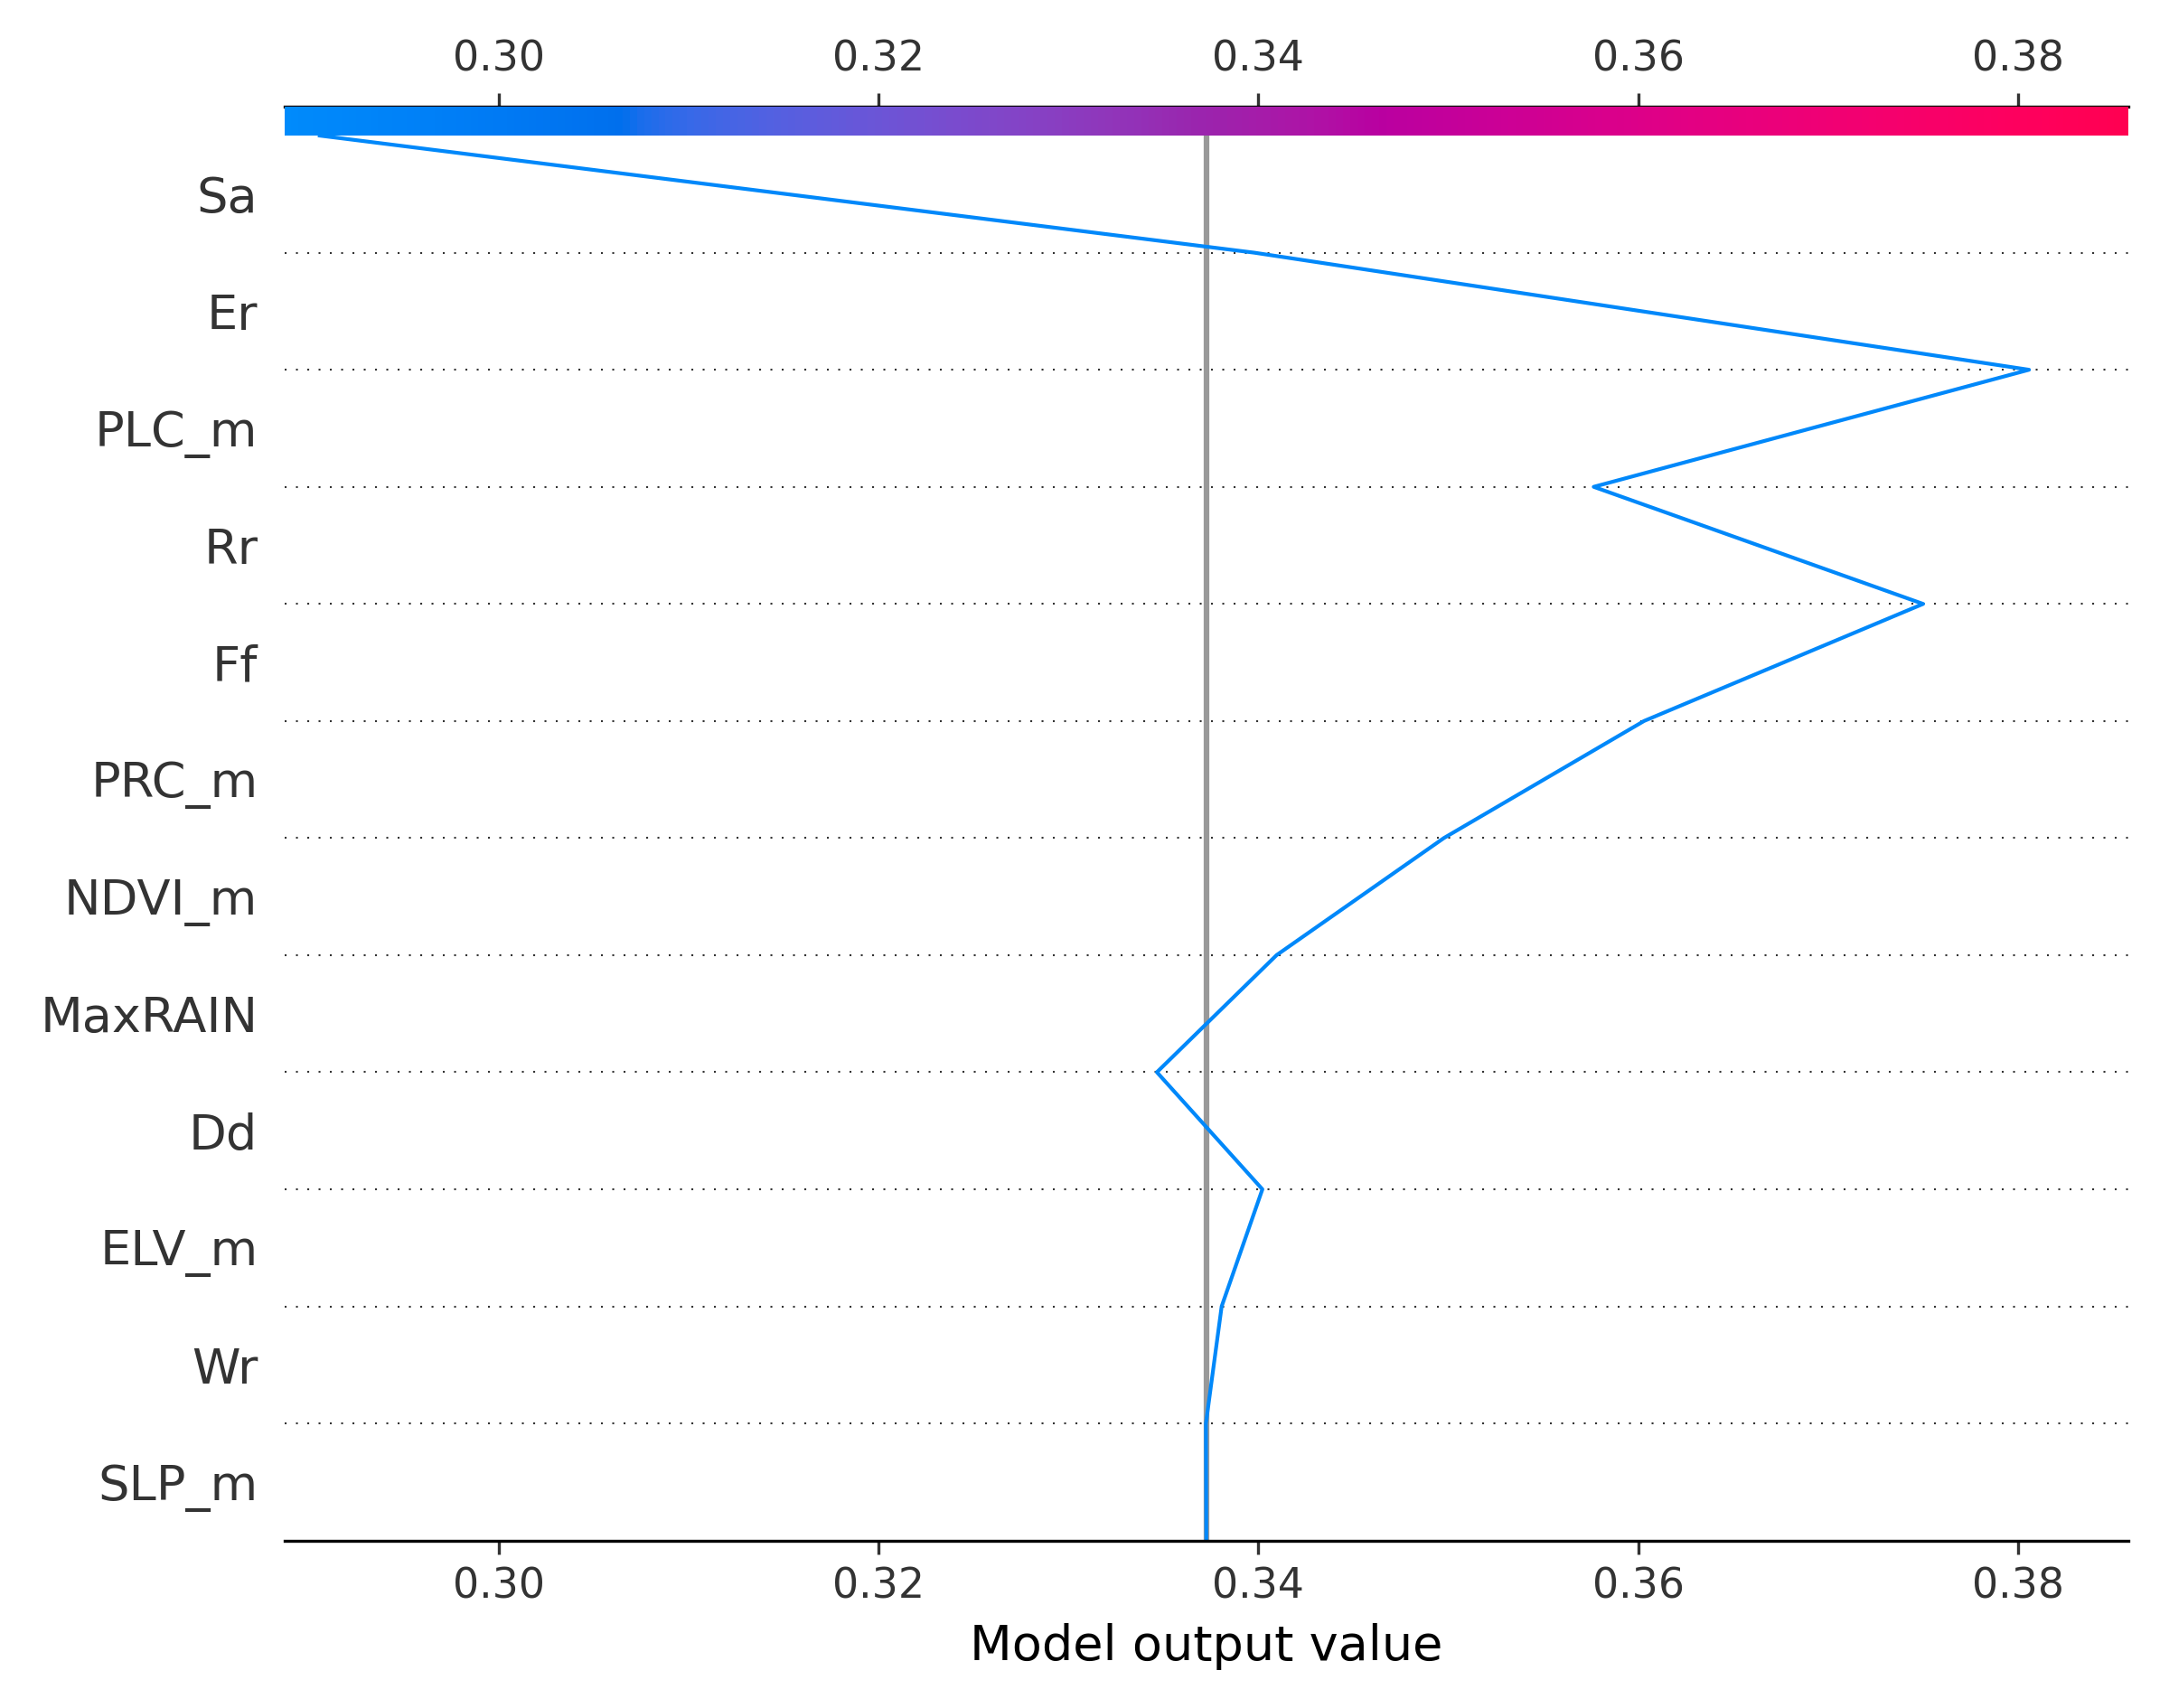 0.30 0.32 0.34 0.36 0.38
Sa
Er
PLC_m
Rr
Ff
PRC_m
NDVI_m
MaxRAIN
Dd
ELV_m
Wr
SLP_m
0.30 0.32 0.34 0.36 0.38
Model output value